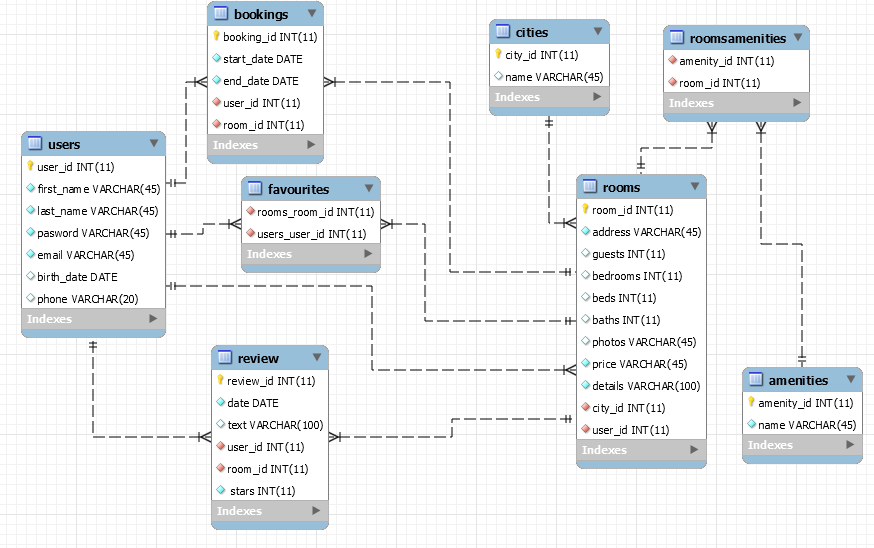 bookings
booking_id INT(11)
start_date DATE
end_date DATE
user_id INT(11)
room_id INT(11)
Indexes
cities
city_id INT(11)
name VARCHAR(45)
Indexes
roomsamenities
amenity_id INT(11)
room_id INT(11)
Indexes
users
user_id INT(11)
first_name VARCHAR(45)
last_name VARCHAR(45)
pasword VARCHAR(45)
email VARCHAR(45)
birth_date DATE
phone VARCHAR(20)
Indexes
favourites
rooms_room_id INT(11)
users_user_id INT(11)
Indexes
rooms
room_id INT(11)
address VARCHAR(45)
guests INT(11)
bedrooms INT(11)
beds INT(11)
baths INT(11)
photos VARCHAR(45)
price VARCHAR(45)
details VARCHAR(100)
city_id INT(11)
user_id INT(11)
Indexes
review
review_id INT(11)
date DATE
text VARCHAR(100)
user_id INT(11)
room_id INT(11)
stars INT(11)
Indexes
amenities
amenity_id INT(11)
name VARCHAR(45)
Indexes